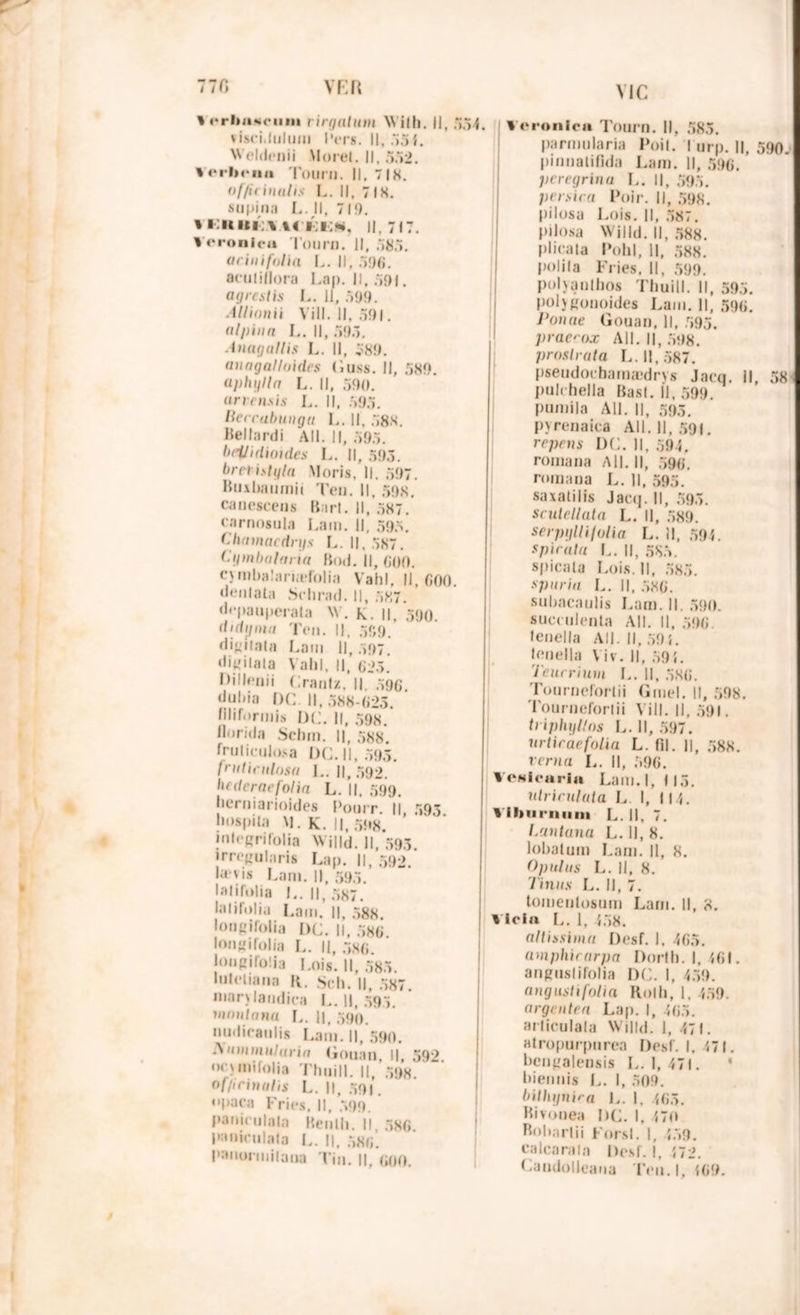 776 VER
Verbascum virgatum With. II, 554.
viscidulum Pers. II, 554.
Weldenii Moret. II, 552.
Verbena Tourn. II, 718.
officinalis L. II, 718.
supina L. II, 719.
VERBÉNACÉES, II, 717.
Veronica Tourn. II, 585.
acinifolia L. II, 596.
acutiflora Lap. II, 591.
agrestis L. II, 599.
Allionii Vill. II, 591.
alpina L. II, 595.
Anagallis L. II, 589.
anagalloides Guss. II, 589.
aphylla L. II, 590.
arvensis L. II, 595.
Beccabunga L. II, 588.
Bellardi All. II, 595.
bellidioides L. II, 593.
brevistyla Moris, II, 597.
Buxbaumii Ten. II, 598.
canescens Bart. II, 587.
carnosula Lam. II, 595.
Chamaedrys L. II, 587.
Cymbalaria Bod. II, 600.
cymbalariæfolia Vahl, II, 600.
dentata Schrad. II, 587.
depauperata W. K. II, 590.
didyma Ten. II, 599.
digitata Lam II, 597.
digitata Vahl, II, 625.
Dillenii Crantz, II, 596.
dubia DC. II, 588-625.
filiformis DC. II, 598.
florida Schm. II, 588.
fruticulosa DC. II, 595.
fruticulosa L. II, 592.
hederaefolia L. II, 599.
herniarioides Pourr. II, 593.
hospita M. K. II, 598.
integrifolia Willd. II, 593.
irregularis Lap. II, 592.
lævis Lam. II, 595.
latifolia L. II, 587.
latifolia Lam. II, 588.
longifolia DC. II, 586.
longifolia L. II, 586.
longifolia Lois. II, 585.
luteliana R. Sch. II, 587.
marylandica L. II, 595.
montana L. II, 590.
nudicaulis Lam. II, 590.
Nummularia Gouan, II, 592.
ocymifolia Thuill. II, 598.
officinalis L. II, 591.
opaca Fries, II, 599.
paniculata Benth. II, 586.
paniculata L. II, 586.
panormitana Tin. II, 600.
VIC
Veronica Tourn. II, 585.
parmularia Poit. Turp. II, 590.
pinnatifida Lam. II, 596.
peregrina L. II, 595.
persica Poir. II, 598.
pilosa Lois. II, 587.
pilosa Willd. II, 588.
plicata Pohl, II, 588.
polita Fries, II, 599.
polyanthos Thuill. II, 595.
polygonoides Lam. II, 596.
Ponae Gouan, II, 595.
praecox All. II, 598.
prostrata L. II, 587.
pseudochamædrys Jacq. II, 58
pulchella Bast. II, 599.
pumila All. II, 595.
pyrenaica All. II, 591.
repens DC. II, 594.
romana All. II, 596.
romana L. II, 595.
saxatilis Jacq. II, 595.
scutellata L. II, 589.
serpyllifolia L. II, 594.
spicata L. II, 585.
spicata Lois. II, 585.
spuria L. II, 586.
subacaulis Lam. II, 590.
succulenta All. II, 596.
tenella All. II, 594.
tenella Viv. II, 594.
Teucrium L. II, 586.
Tournefortii Gmel. II, 598.
Tournefortii Vill. II, 591.
triphyllos L. II, 597.
urticaefolia L. fil. II, 588.
verna L. II, 596.
Vesicaria Lam. I, 115.
utriculata L. I, 114.
Viburnum L. II, 7.
Lantana L. II, 8.
lobatum Lam. II, 8.
Opulus L. II, 8.
Tinus L. II, 7.
tomentosum Lam. II, 8.
Vicia L. I, 458.
altissima Desf. I, 465.
amphicarpa Dorth. I, 461.
angustifolia DC. I, 459.
angustifolia Roth, I, 459.
argentea Lap. I, 465.
articulata Willd. I, 471.
atropurpurea Desf. I, 471.
bengalensis L. I, 471.
biennis L. I, 509.
bithynica L. I, 465.
Bivonea DC. I, 470
Bobartii Forst. I, 459.
calcarata Desf. I, 472.
Candolleana Ten. I, 469.